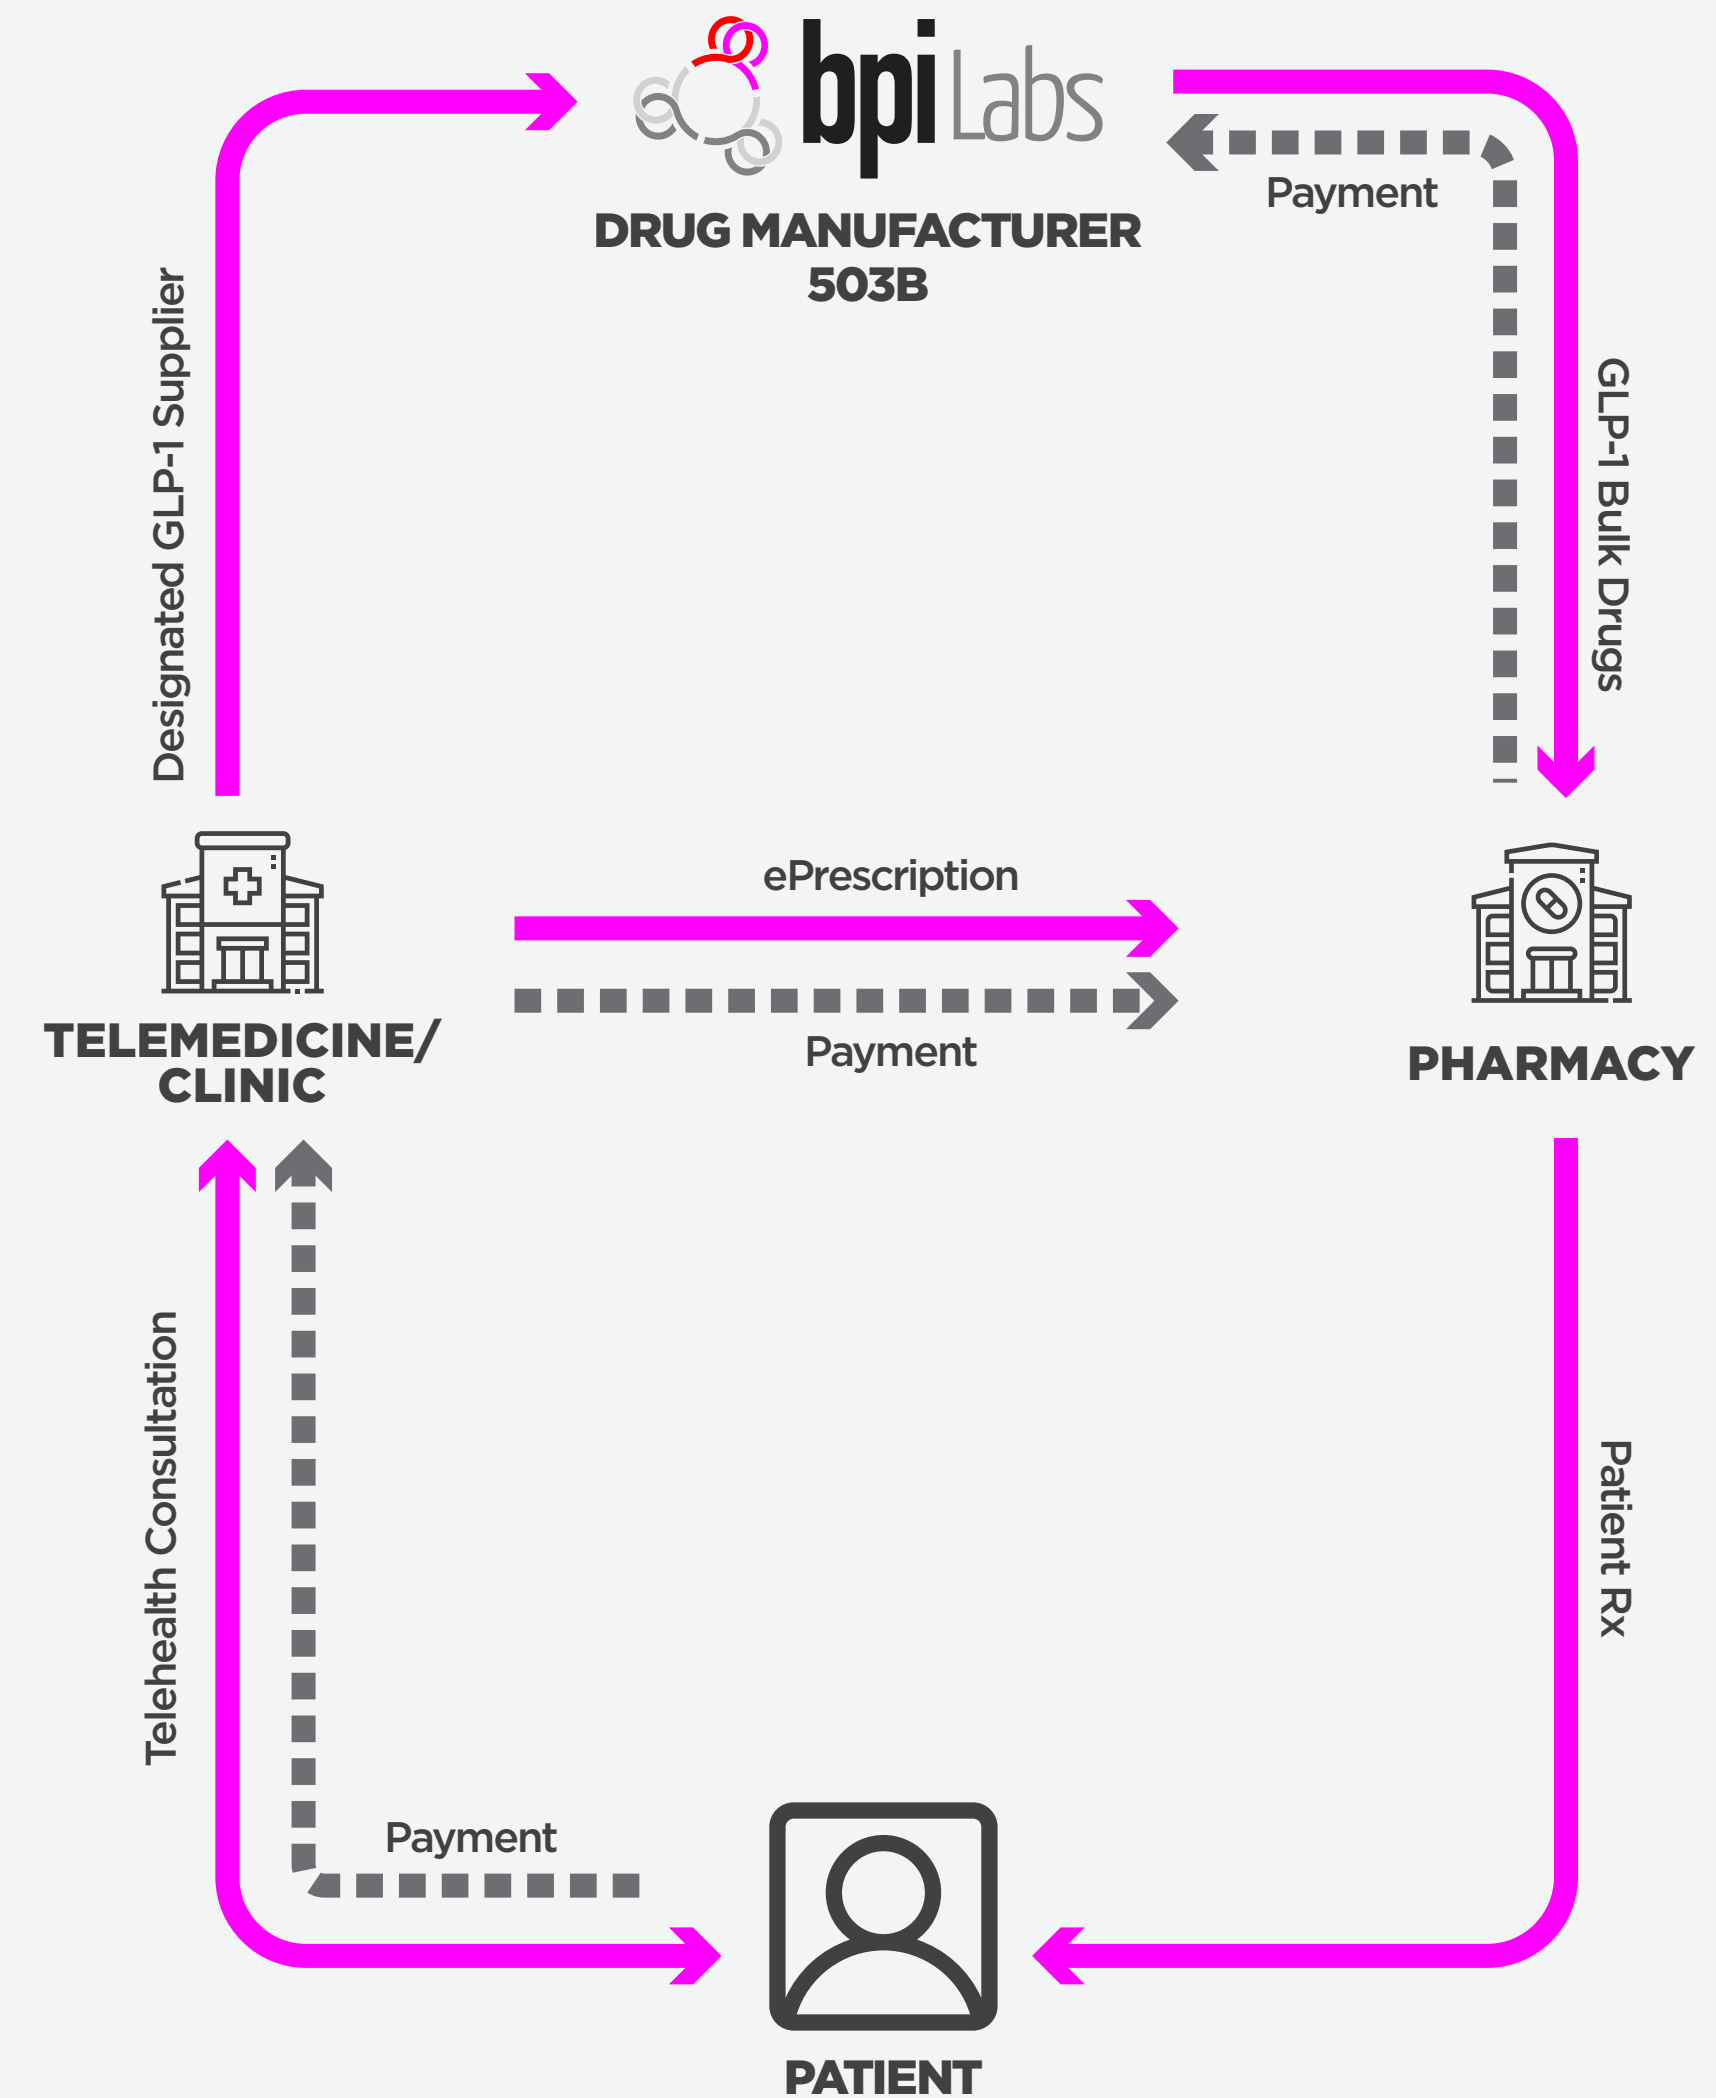 bpi Labs
DRUG MANUFACTURER
503B
Payment
Designated GLP-1 Supplier
GLP-1 Bulk Drugs
ePrescription
Payment
TELEMEDICINE/
CLINIC
PHARMACY
Telehealth Consultation
Patient Rx
Payment
PATIENT